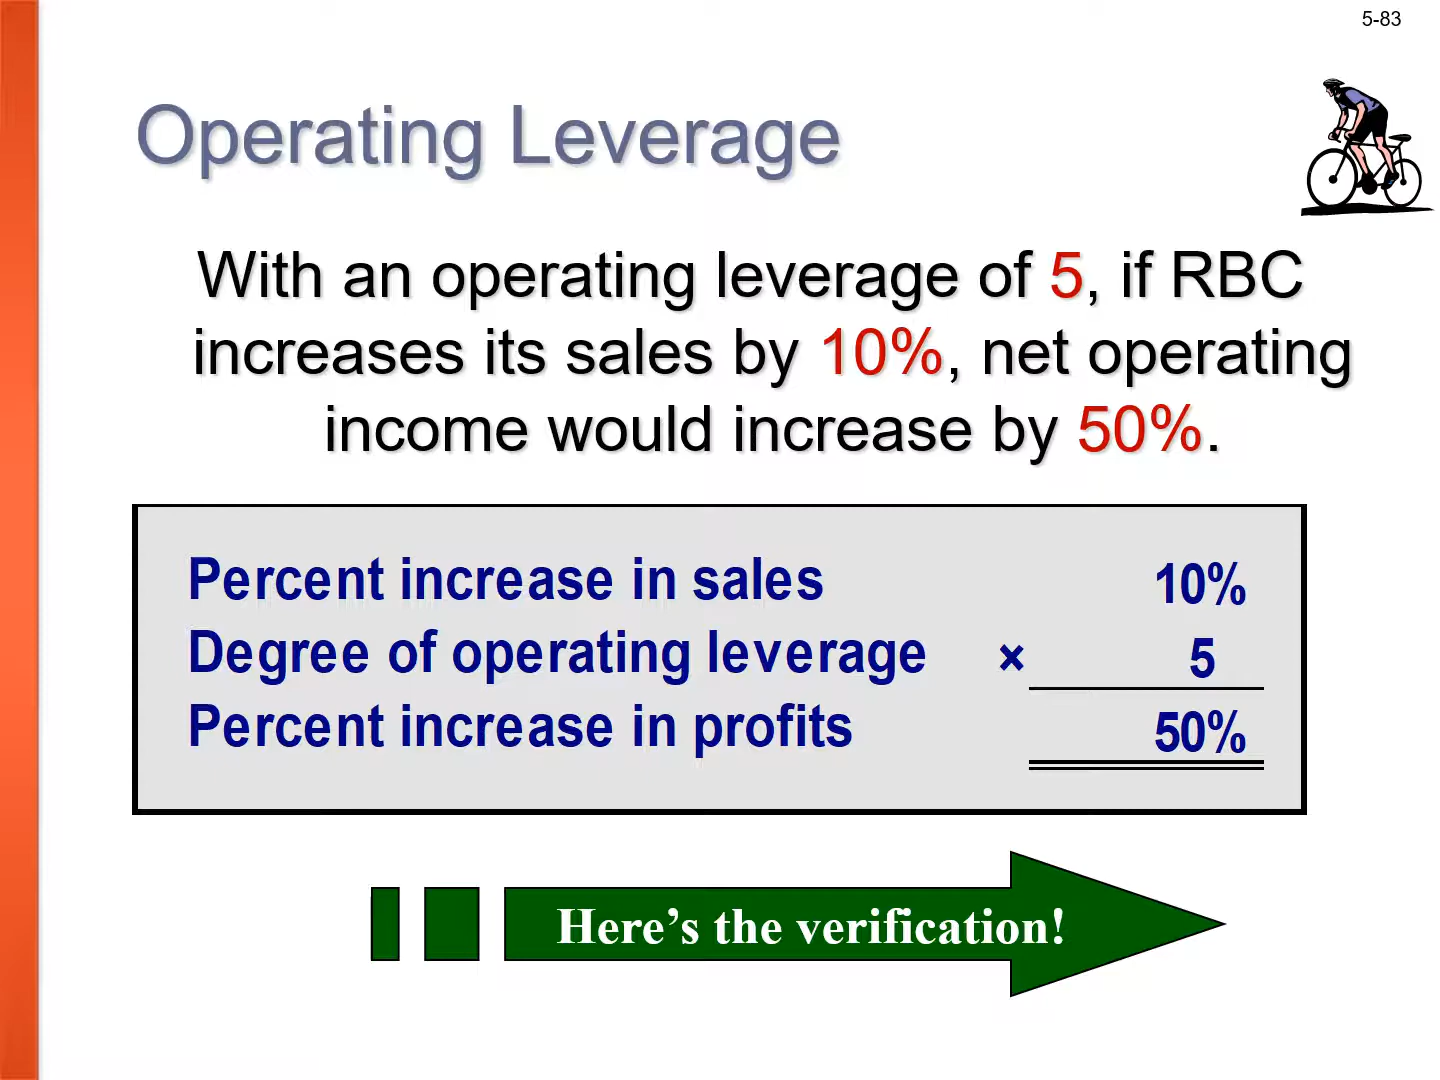 5-83
Operating Leverage
With an operating leverage of 5, if RBC
increases its sales by 10%, net operating
income would increase by 50%.
Percent increase in sales 10%
Degree of operating leverage × 5
Percent increase in profits 50%
Here’s the verification!